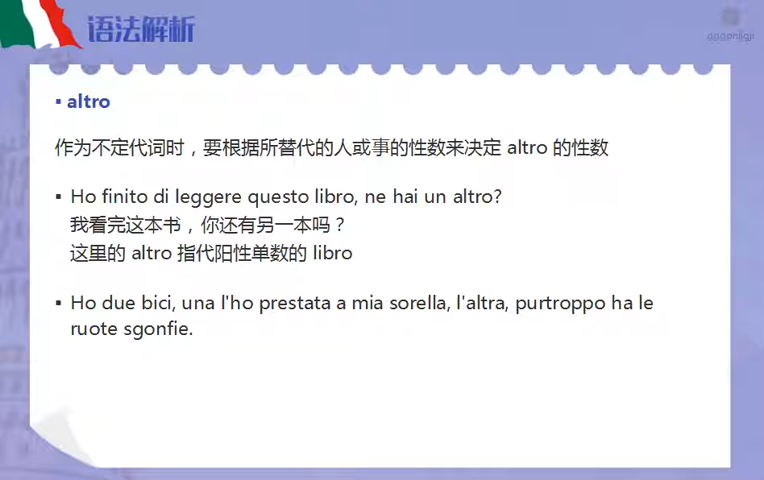 语法解析
▪ altro
作为不定代词时，要根据所替代的人或事的性数来决定 altro 的性数
▪ Ho finito di leggere questo libro, ne hai un altro?
我看完这本书，你还有另一本吗？
这里的 altro 指代阳性单数的 libro
▪ Ho due bici, una l'ho prestata a mia sorella, l'altra, purtroppo ha le
ruote sgonfie.